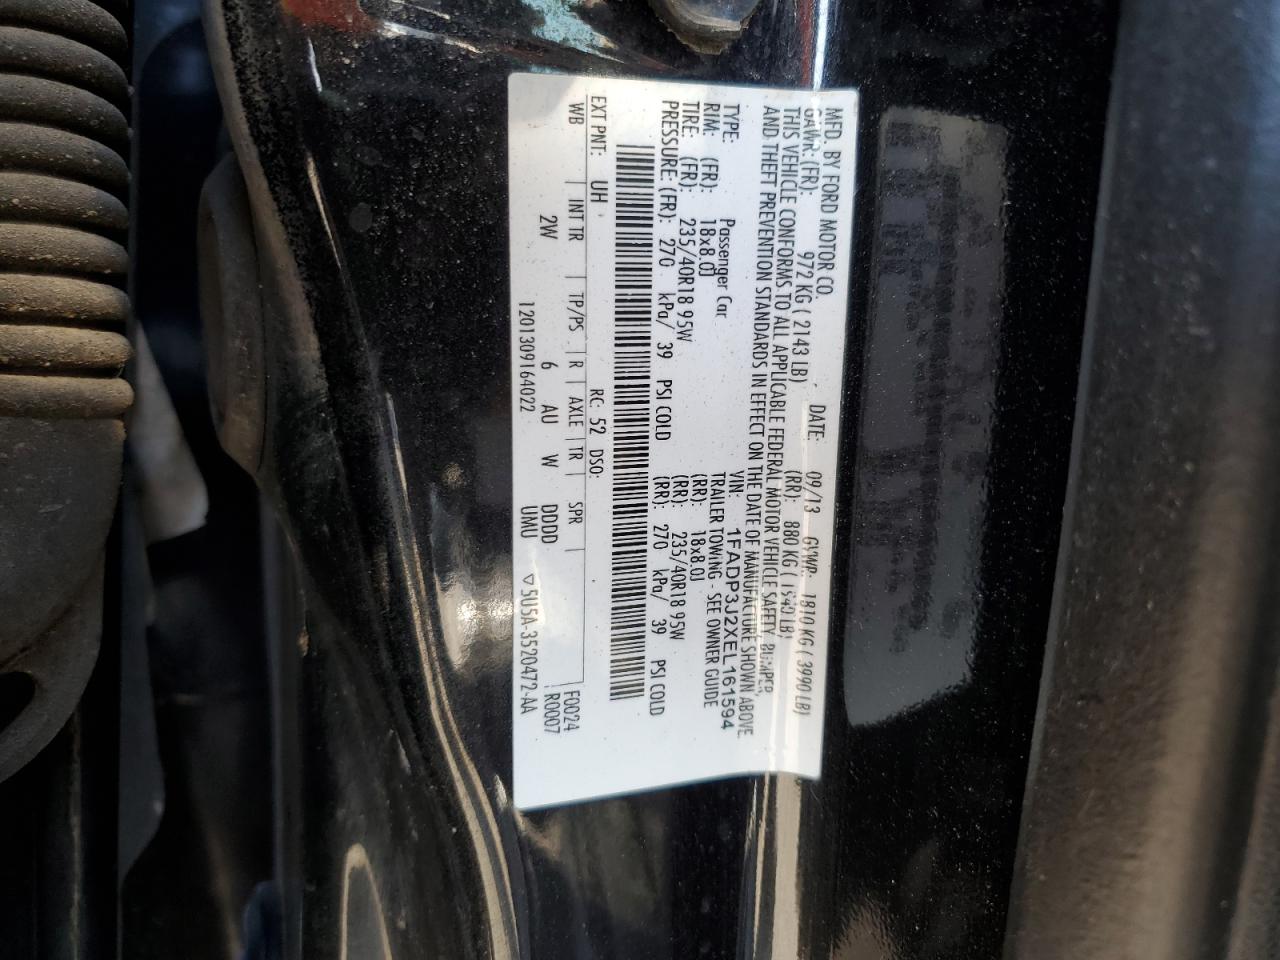 MFD. BY FORD MOTOR CO.
DATE: 09/13 GVWR: 1810 KG ( 3990 LB)
GAWR: (FR): 972 KG ( 2143 LB) (RR): 880 KG ( 1940 LB)
THIS VEHICLE CONFORMS TO ALL APPLICABLE FEDERAL MOTOR VEHICLE SAFETY, BUMPER,
AND THEFT PREVENTION STANDARDS IN EFFECT ON THE DATE OF MANUFACTURE SHOWN ABOVE.
VIN: 1FADP3J2XEL161594
TYPE: Passenger Car TRAILER TOWING - SEE OWNER GUIDE
RIM: (FR): 18x8.0J (RR): 18x8.0J
TIRE: (FR): 235/40R18 95W (RR): 235/40R18 95W
PRESSURE (FR): 270 kPa/ 39 PSI COLD (RR): 270 kPa/ 39 PSI COLD
EXT PNT: UH RC: 52 DSO: F0024
WB INT TR TP/PS R AXLE TR SPR R0007
2W 6 AU W DDDD
1201309164022 UMU ▽5U5A-3520472-AA